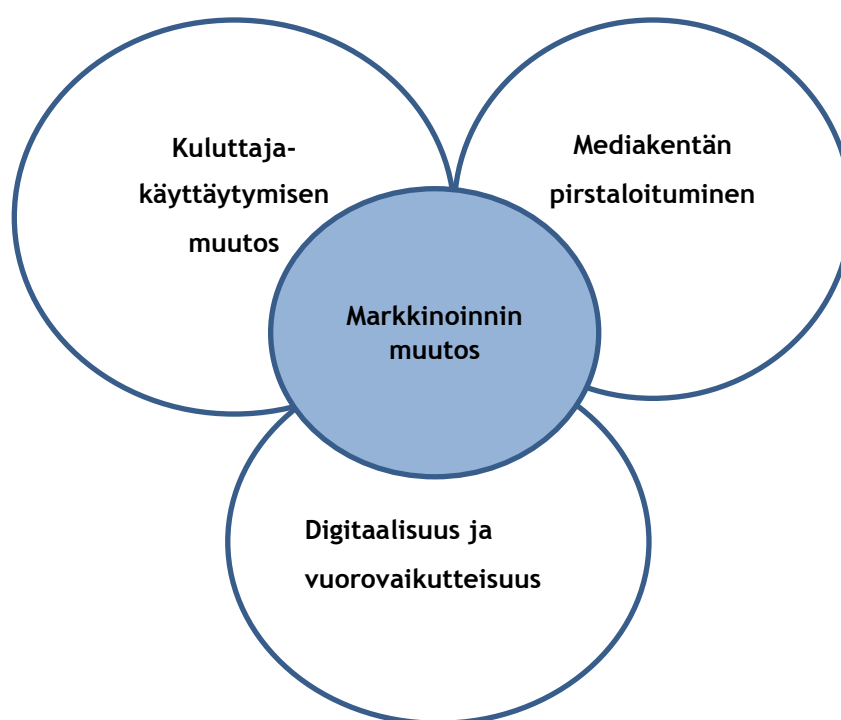 Kuluttaja-
käyttäytymisen
muutos
Mediakentän
pirstaloituminen
Markkinoinnin
muutos
Digitaalisuus ja
vuorovaikutteisuus